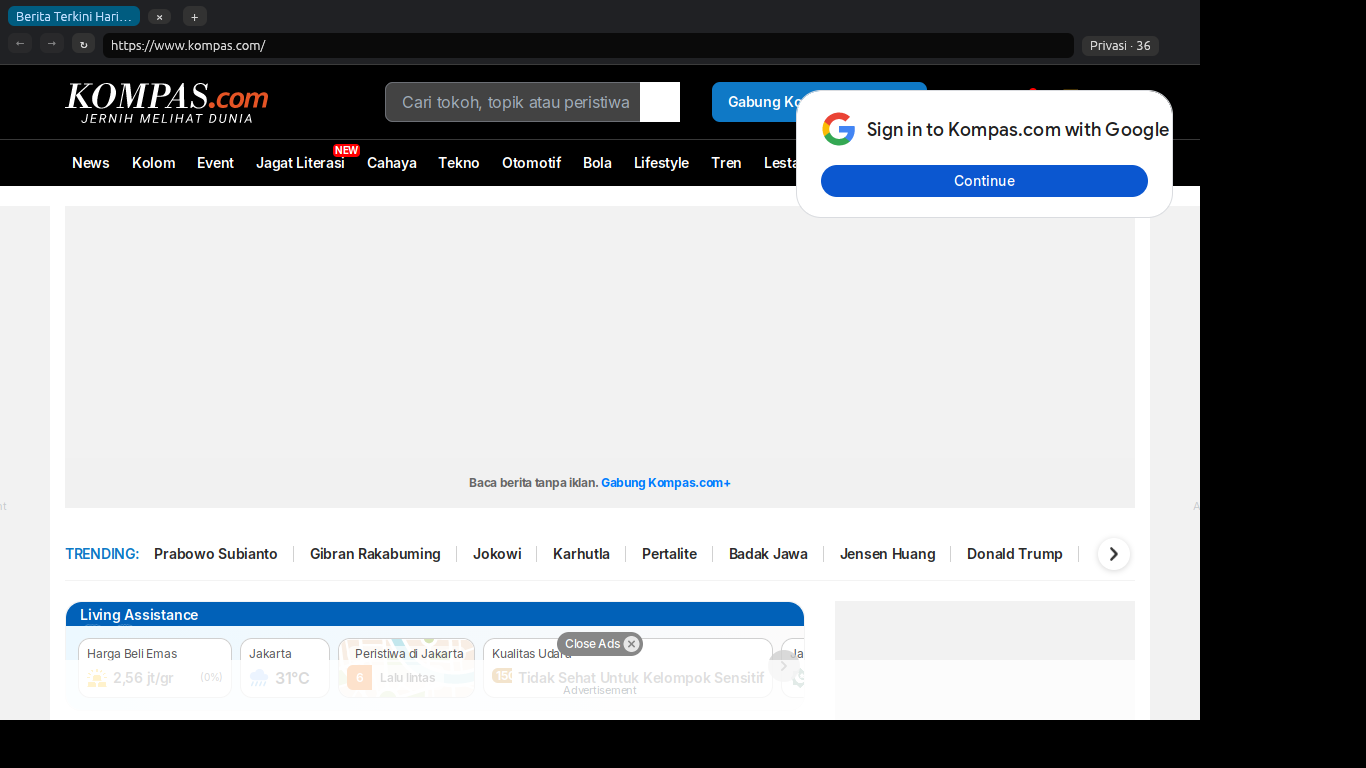 Berita Terkini Hari…
×
+
← → ↻ https://www.kompas.com/ Privasi · 36
KOMPAS.com
JERNIH MELIHAT DUNIA
Cari tokoh, topik atau peristiwa
Gabung Ko
Sign in to Kompas.com with Google
Continue
NEW
News Kolom Event Jagat Literasi Cahaya Tekno Otomotif Bola Lifestyle Tren Lesta
Baca berita tanpa iklan. Gabung Kompas.com+
TRENDING: Prabowo Subianto Gibran Rakabuming Jokowi Karhutla Pertalite Badak Jawa Jensen Huang Donald Trump
Living Assistance
Close Ads
Harga Beli Emas
2,56 jt/gr (0%)
Jakarta
31°C
Peristiwa di Jakarta
6 Lalu lintas
Kualitas Udara
150 Tidak Sehat Untuk Kelompok Sensitif
Ja
Advertisement